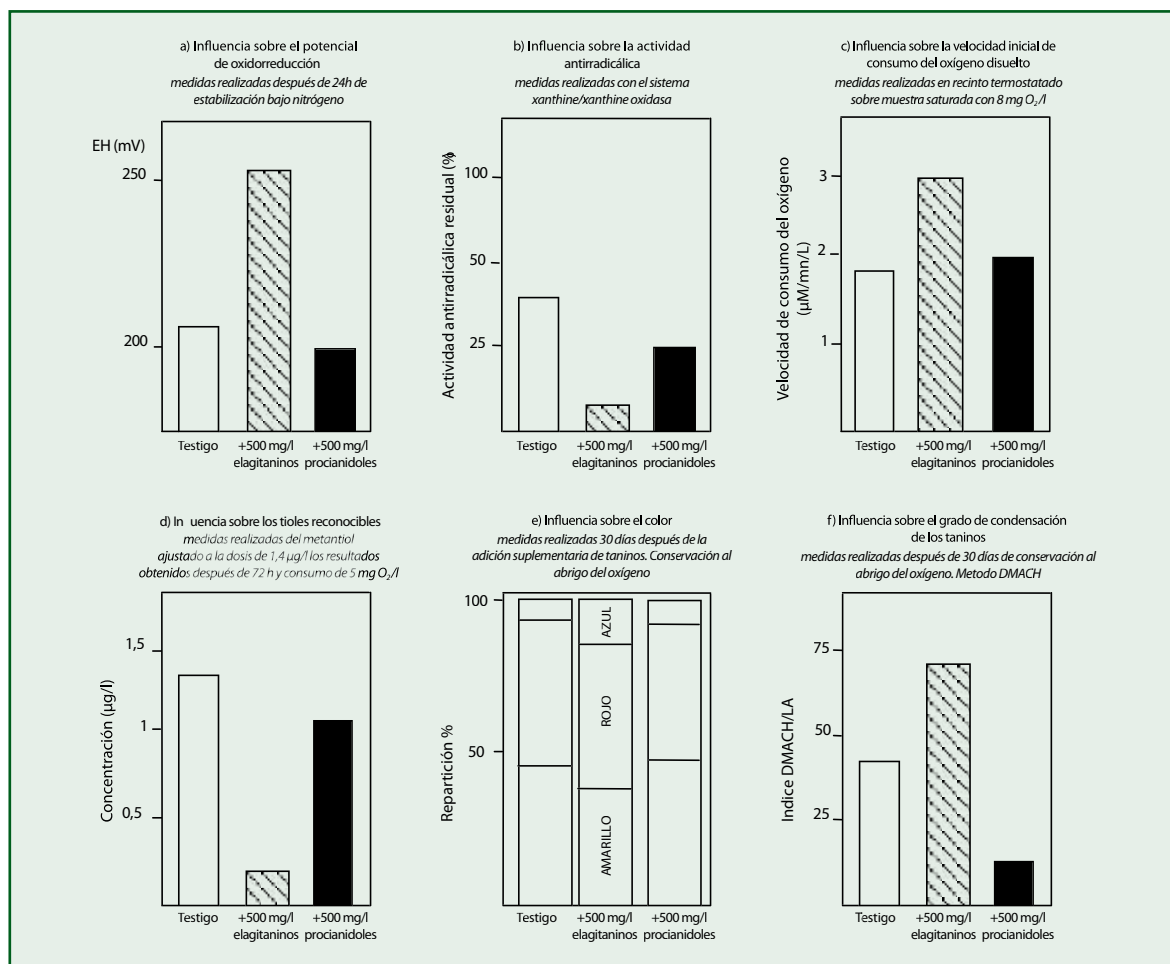 a) Influencia sobre el potencial
de oxidorreducción
medidas realizadas después de 24h de
estabilización bajo nitrógeno
EH (mV)
250
200
Testigo
+500 mg/l
elagitaninos
+500 mg/l
procianidoles
b) Influencia sobre la actividad
antirradicálica
medidas realizadas con el sistema
xanthine/xanthine oxidasa
Actividad antirradicálica residual (%)
100
50
25
Testigo
+500 mg/l
elagitaninos
+500 mg/l
procianidoles
c) Influencia sobre la velocidad inicial de
consumo del oxígeno disuelto
medidas realizadas en recinto termostatado
sobre muestra saturada con 8 mg O₂/l
Velocidad de consumo del oxígeno
(µM/mn/L)
3
2
1
Testigo
+500 mg/l
elagitaninos
+500 mg/l
procianidoles
d) In uencia sobre los tioles reconocibles
medidas realizadas del metantiol
ajustado a la dosis de 1,4 µg/l los resultados
obtenidos después de 72 h y consumo de 5 mg O₂/l
Concentración (µg/l)
1,5
1
0,5
Testigo
+500 mg/l
elagitaninos
+500 mg/l
procianidoles
e) Influencia sobre el color
medidas realizadas 30 días después de la
adición suplementaria de taninos. Conservación al
abrigo del oxígeno
Repartición %
100
50
AZUL
ROJO
AMARILLO
Testigo
+500 mg/l
elagitaninos
+500 mg/l
procianidoles
f) Influencia sobre el grado de condensación
de los taninos
medidas realizadas después de 30 días de conservación al
abrigo del oxígeno. Metodo DMACH
Indice DMACH/LA
75
50
25
Testigo
+500 mg/l
elagitaninos
+500 mg/l
procianidoles